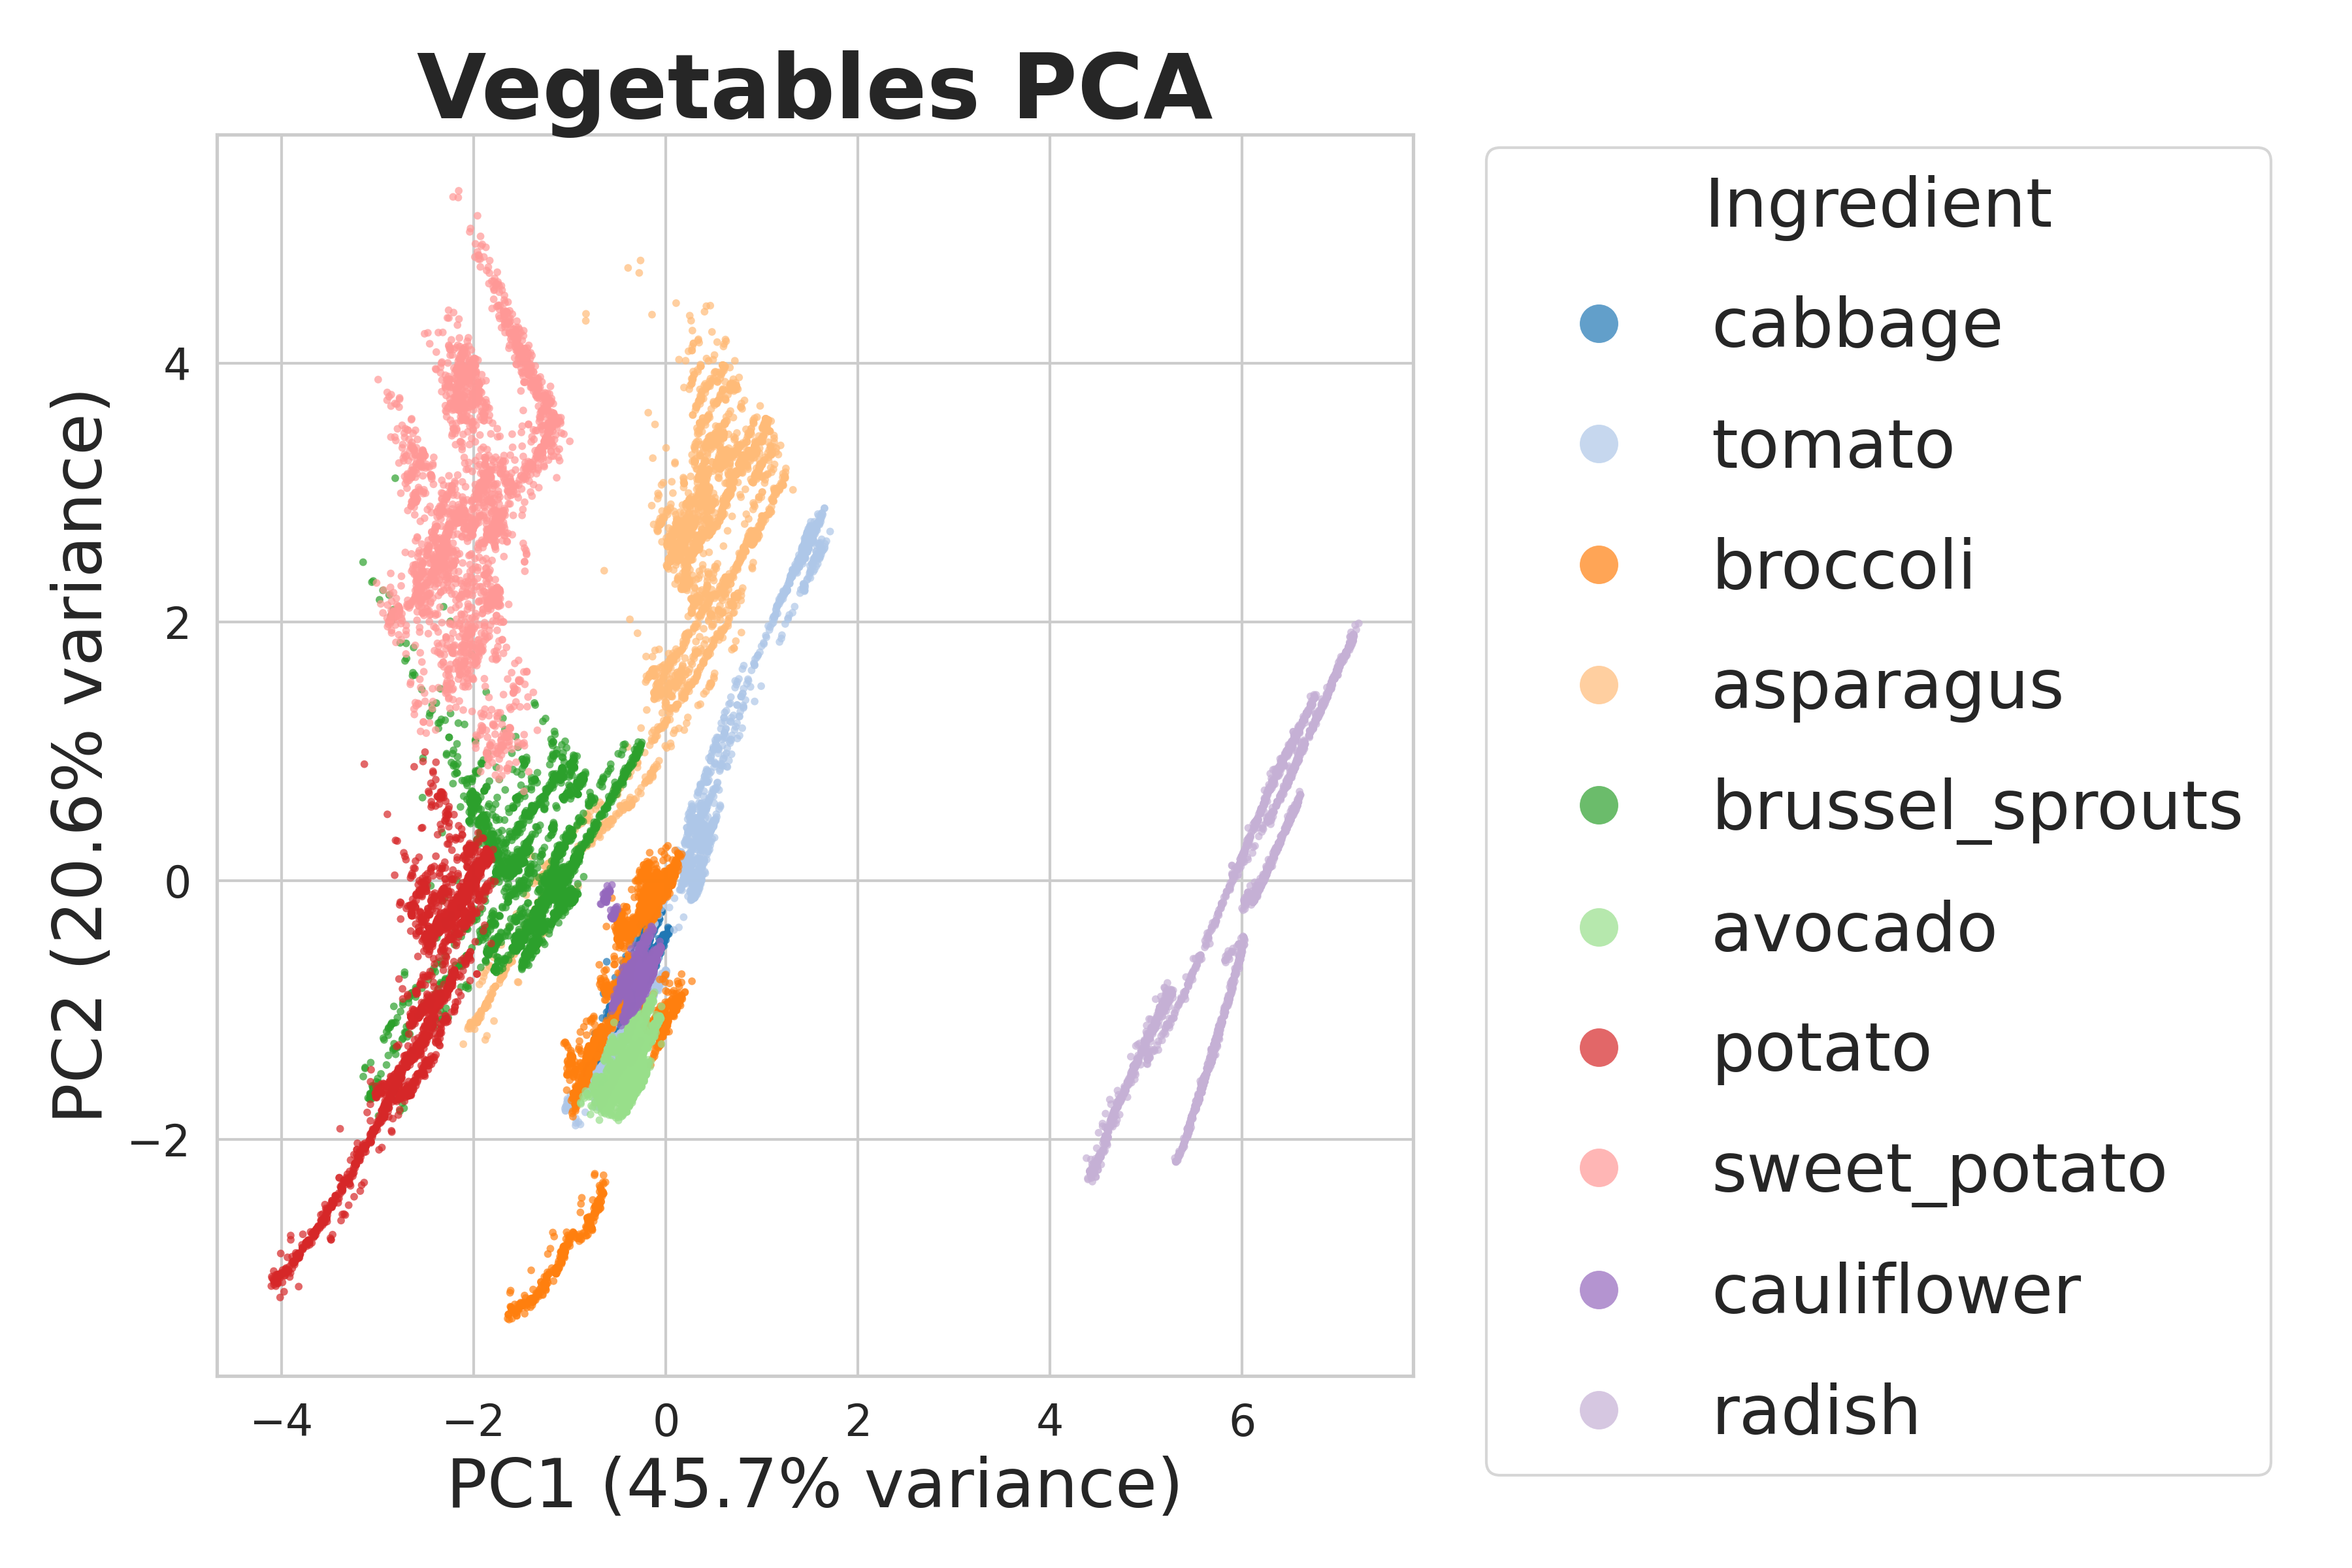 Vegetables PCA
PC2 (20.6% variance)
4
2
0
−2
−4
−2
0
2
4
6
PC1 (45.7% variance)
Ingredient
cabbage
tomato
broccoli
asparagus
brussel_sprouts
avocado
potato
sweet_potato
cauliflower
radish